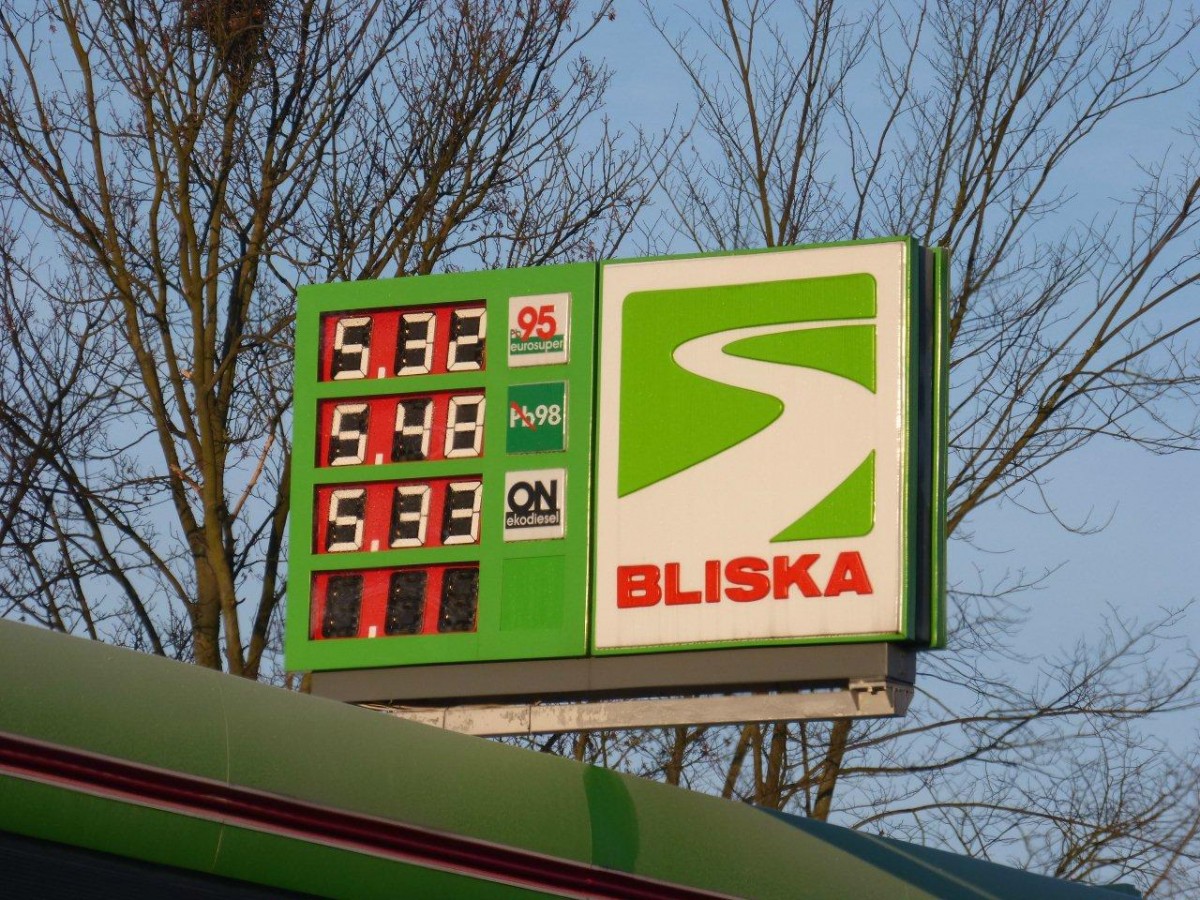 5.32
Pb 95
eurosuper
5.48
Pb98
5.33
ON
ekodiesel
BLISKA